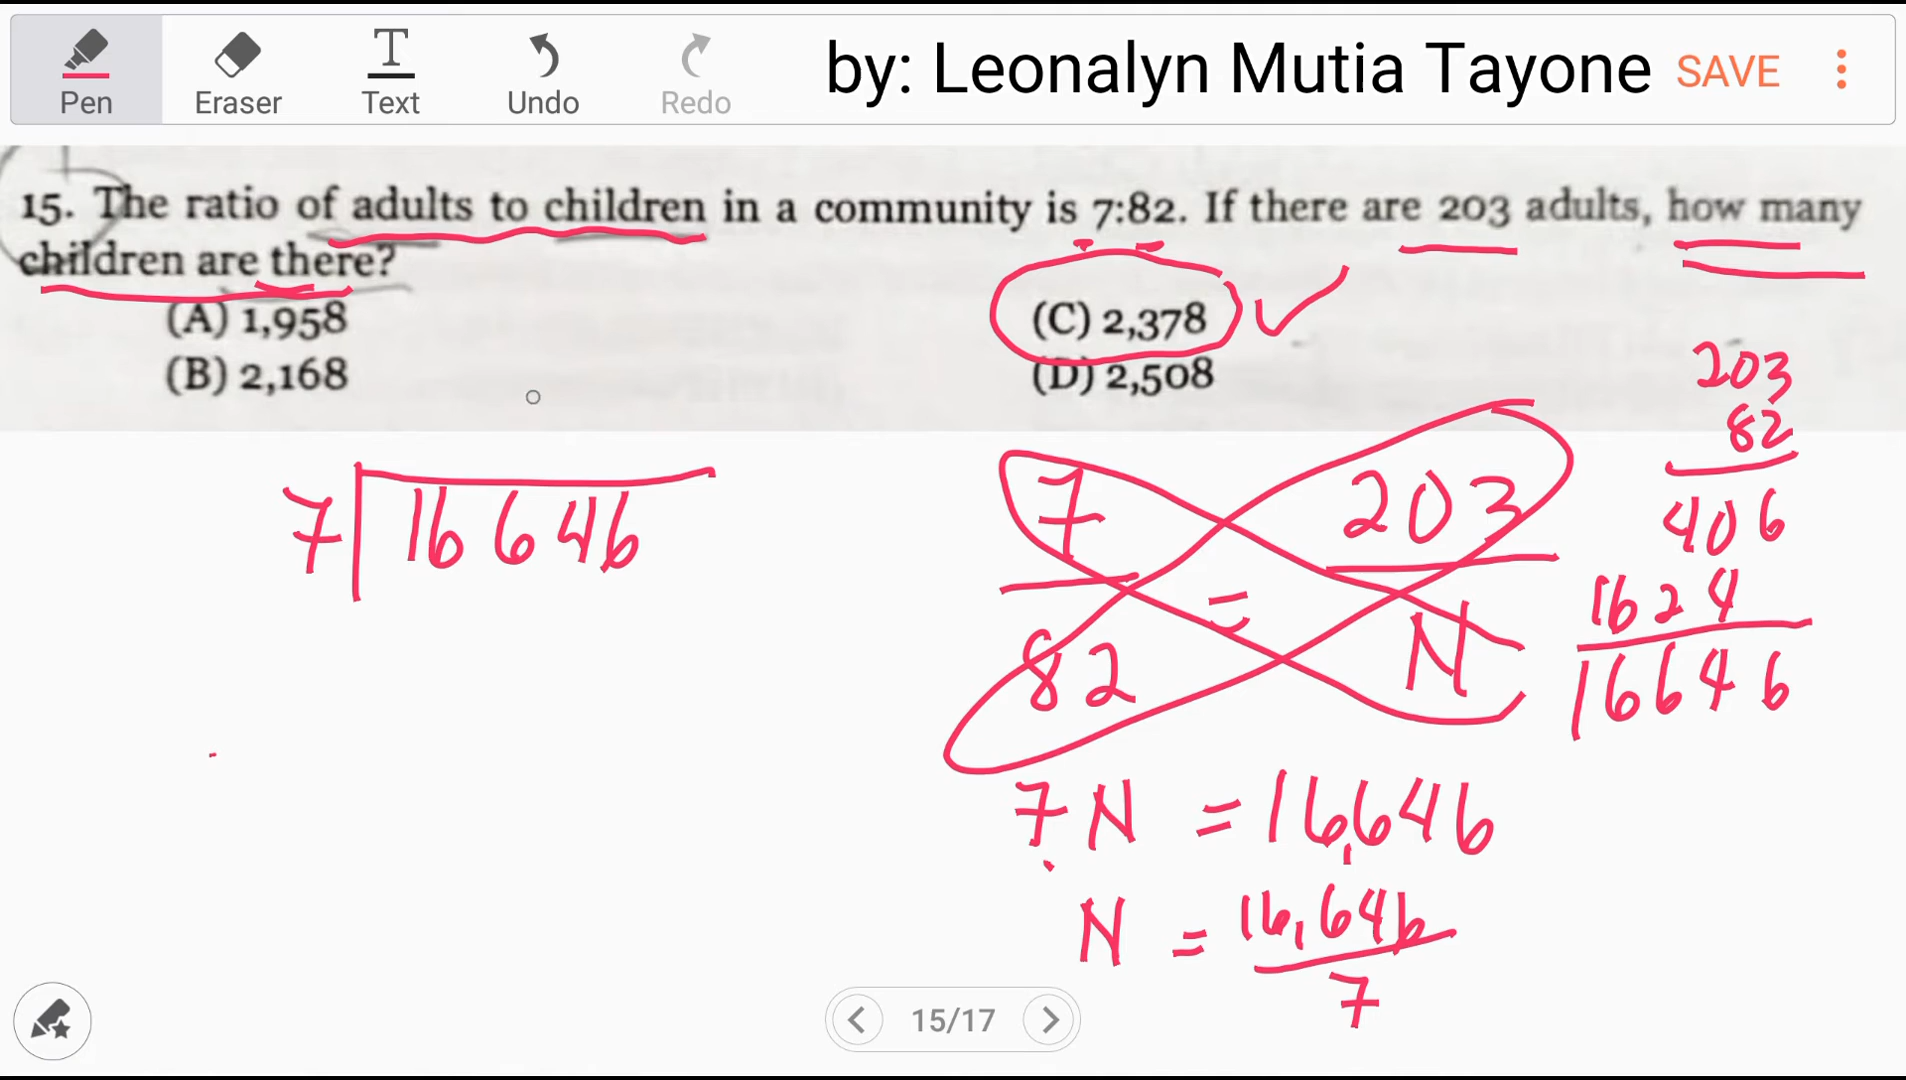 Pen Eraser Text Undo Redo by: Leonalyn Mutia Tayone SAVE
15. The ratio of adults to children in a community is 7:82. If there are 203 adults, how many
children are there?
(A) 1,958 (C) 2,378
(B) 2,168 (D) 2,508
203
82
406
1624
16646
7 16646
7 203
=
82 N
7N = 16,646
N = 16,646
7
15/17